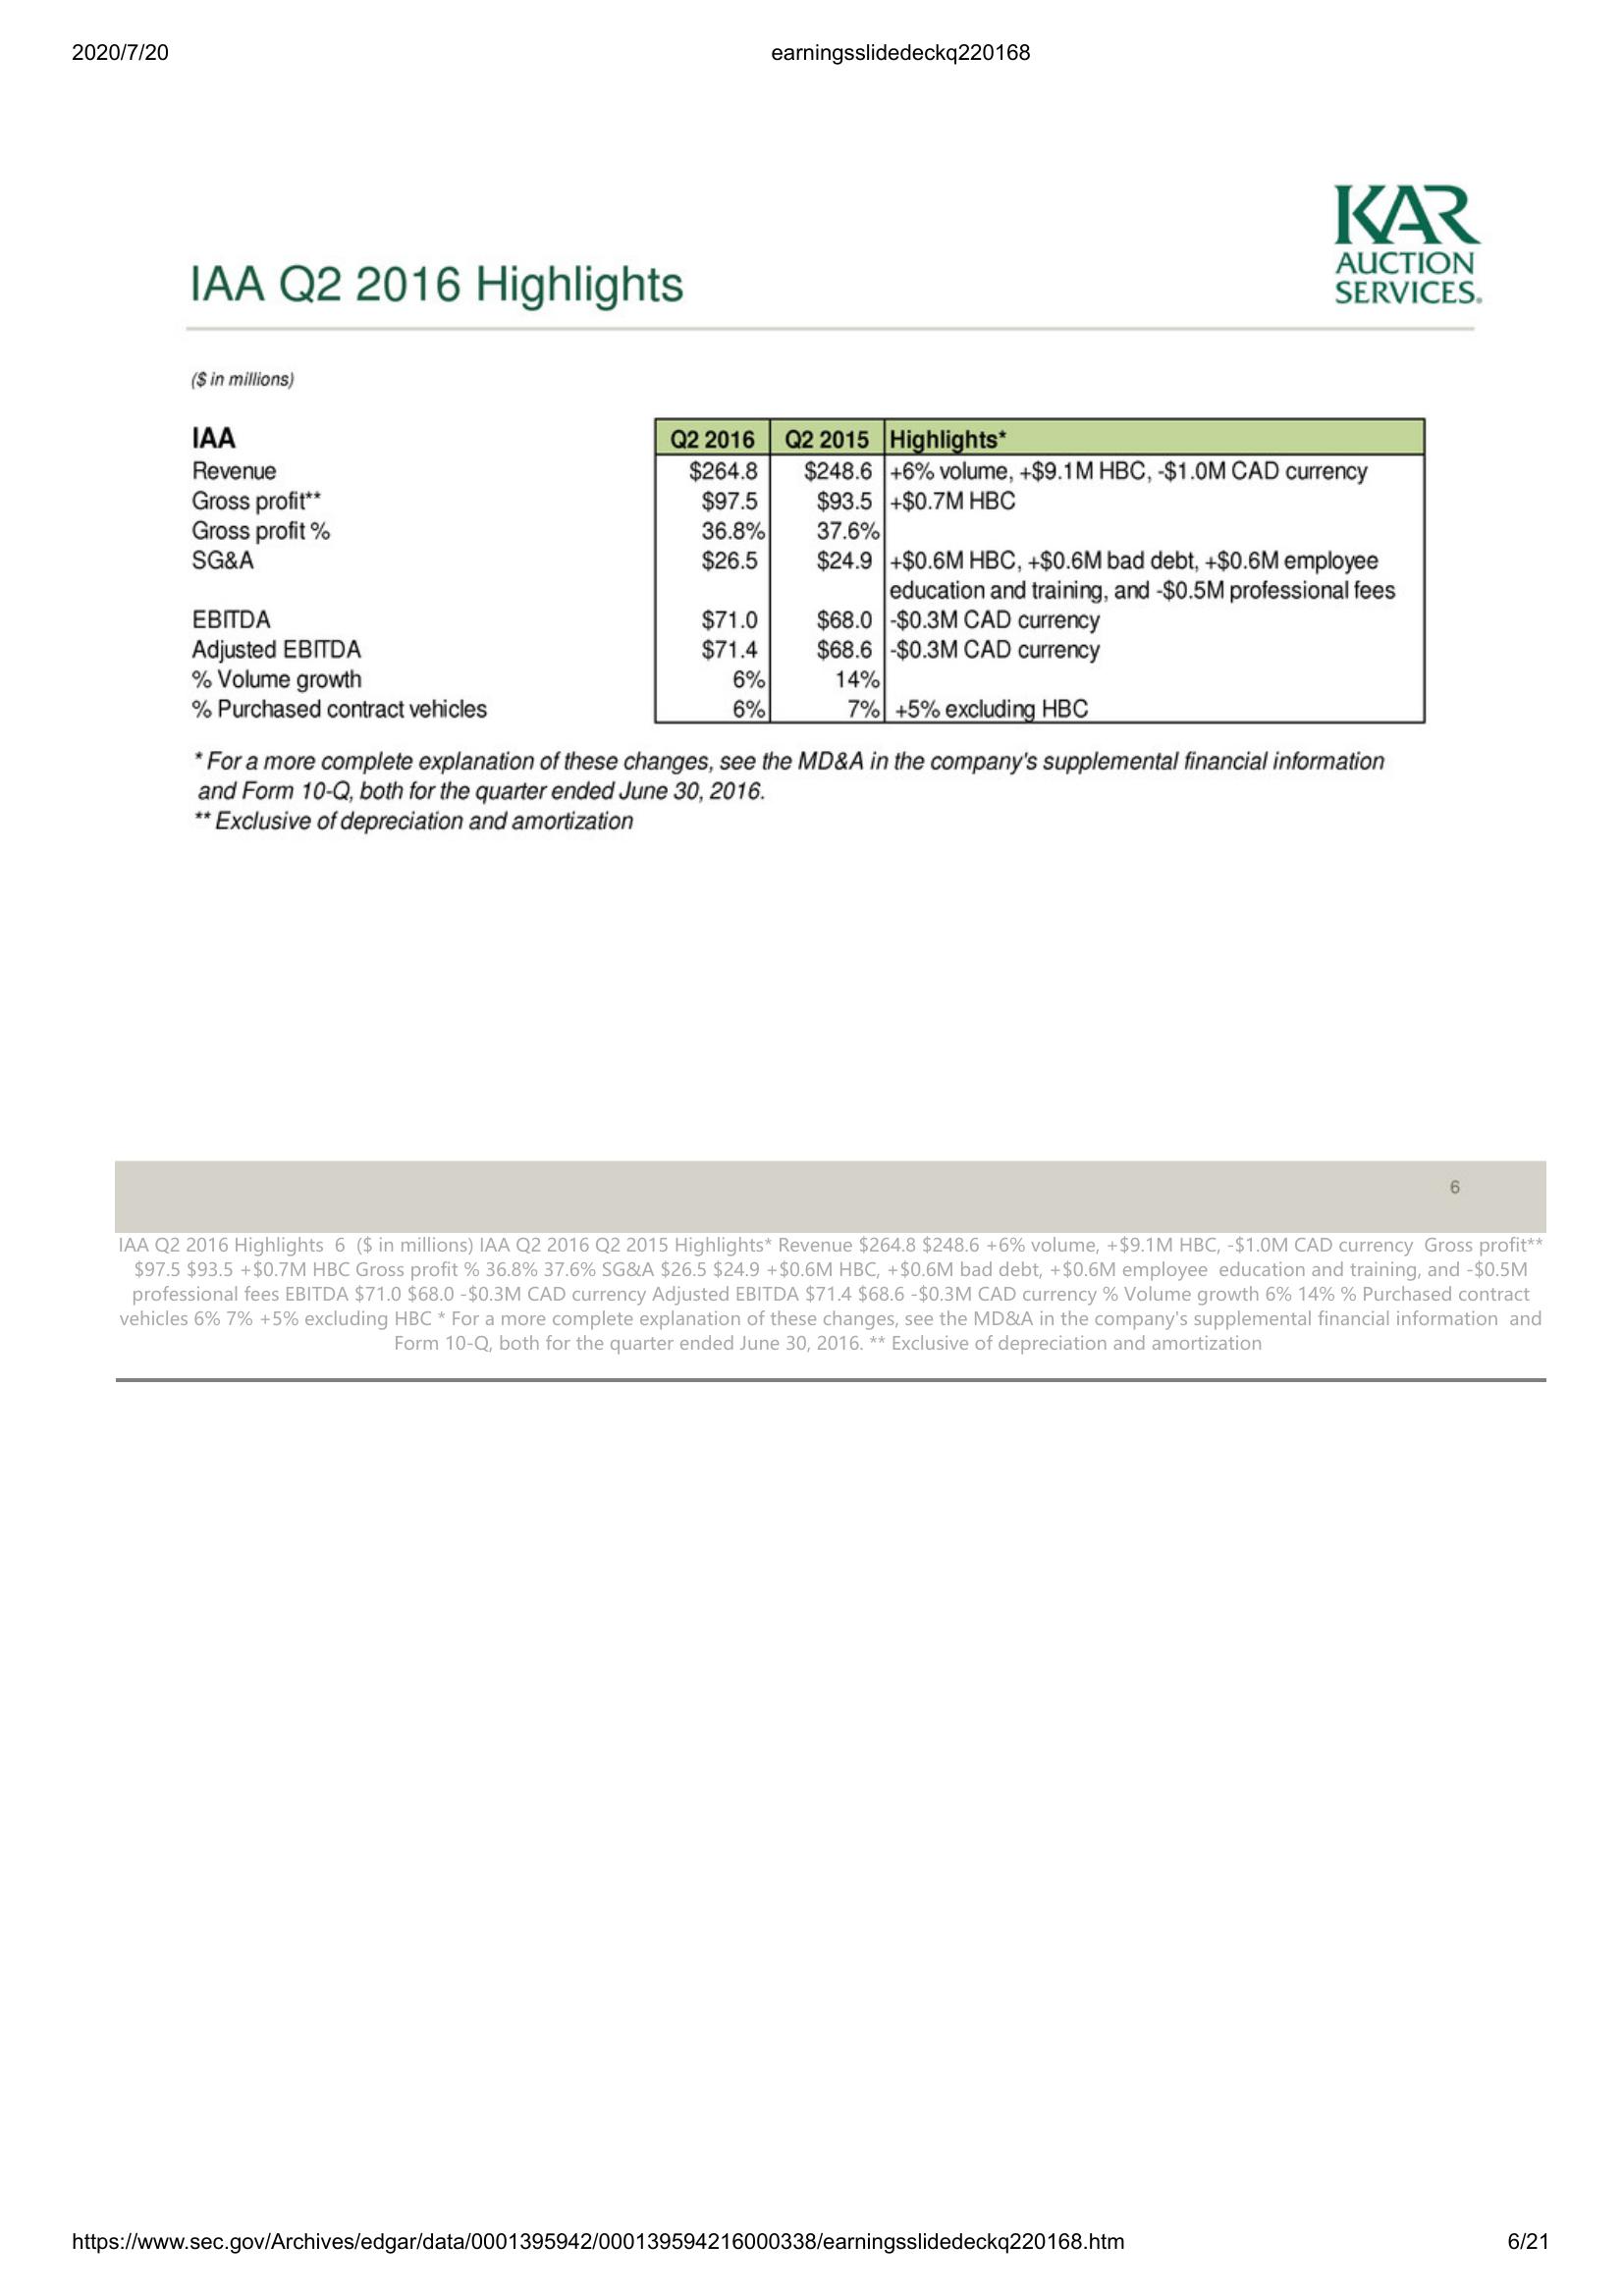 2020/7/20 earningsslidedeckq220168
KAR
AUCTION
SERVICES.
IAA Q2 2016 Highlights
($ in millions)
IAA Q2 2016 Q2 2015 Highlights*
Revenue $264.8 $248.6 +6% volume, +$9.1M HBC, -$1.0M CAD currency
Gross profit** $97.5 $93.5 +$0.7M HBC
Gross profit % 36.8% 37.6%
SG&A $26.5 $24.9 +$0.6M HBC, +$0.6M bad debt, +$0.6M employee
education and training, and -$0.5M professional fees
EBITDA $71.0 $68.0 -$0.3M CAD currency
Adjusted EBITDA $71.4 $68.6 -$0.3M CAD currency
% Volume growth 6% 14%
% Purchased contract vehicles 6% 7% +5% excluding HBC
* For a more complete explanation of these changes, see the MD&A in the company's supplemental financial information
and Form 10-Q, both for the quarter ended June 30, 2016.
** Exclusive of depreciation and amortization
6
IAA Q2 2016 Highlights 6 ($ in millions) IAA Q2 2016 Q2 2015 Highlights* Revenue $264.8 $248.6 +6% volume, +$9.1M HBC, -$1.0M CAD currency Gross profit**
$97.5 $93.5 +$0.7M HBC Gross profit % 36.8% 37.6% SG&A $26.5 $24.9 +$0.6M HBC, +$0.6M bad debt, +$0.6M employee education and training, and -$0.5M
professional fees EBITDA $71.0 $68.0 -$0.3M CAD currency Adjusted EBITDA $71.4 $68.6 -$0.3M CAD currency % Volume growth 6% 14% % Purchased contract
vehicles 6% 7% +5% excluding HBC * For a more complete explanation of these changes, see the MD&A in the company's supplemental financial information and
Form 10-Q, both for the quarter ended June 30, 2016. ** Exclusive of depreciation and amortization
https://www.sec.gov/Archives/edgar/data/0001395942/000139594216000338/earningsslidedeckq220168.htm 6/21